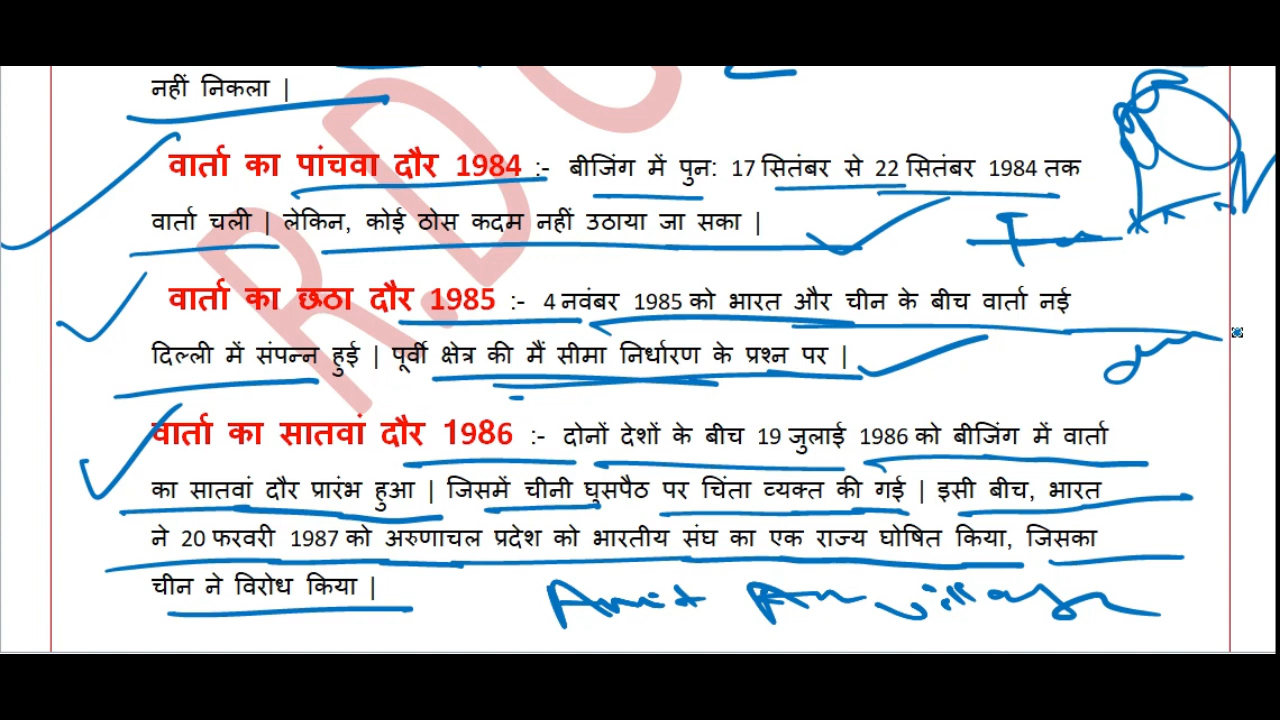 नहीं निकला |
वार्ता का पांचवा दौर 1984 :- बीजिंग में पुन: 17 सितंबर से 22 सितंबर 1984 तक
वार्ता चली | लेकिन, कोई ठोस कदम नहीं उठाया जा सका |
वार्ता का छठा दौर 1985 :- 4 नवंबर 1985 को भारत और चीन के बीच वार्ता नई
दिल्ली में संपन्न हुई | पूर्वी क्षेत्र की मैं सीमा निर्धारण के प्रश्न पर |
वार्ता का सातवां दौर 1986 :- दोनों देशों के बीच 19 जुलाई 1986 को बीजिंग में वार्ता
का सातवां दौर प्रारंभ हुआ | जिसमें चीनी घुसपैठ पर चिंता व्यक्त की गई | इसी बीच, भारत
ने 20 फरवरी 1987 को अरुणाचल प्रदेश को भारतीय संघ का एक राज्य घोषित किया, जिसका
चीन ने विरोध किया |